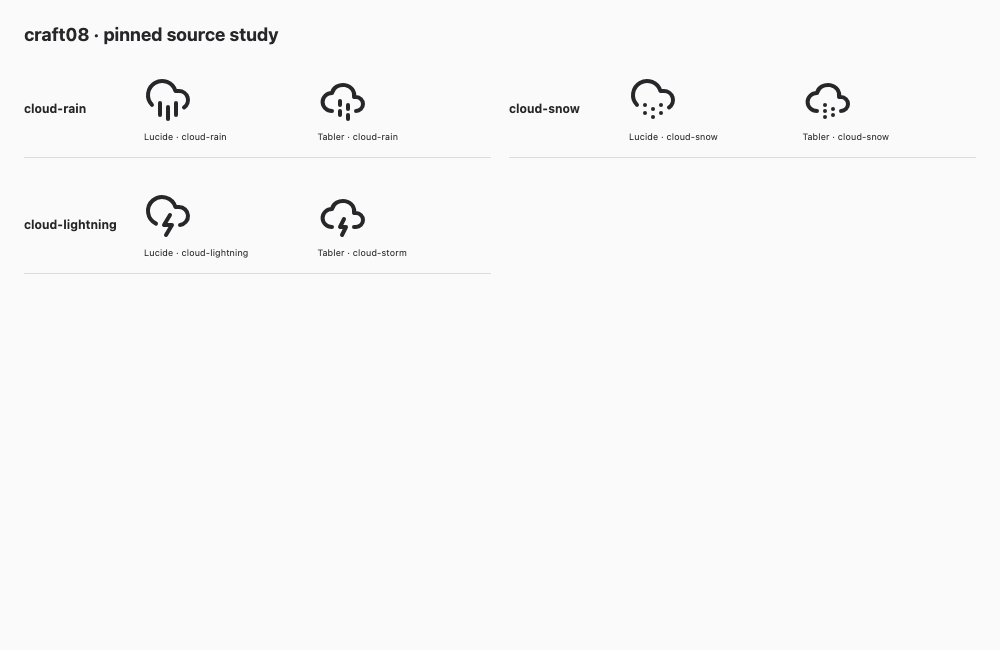 craft08 · pinned source study
cloud-rain
Lucide · cloud-rain
Tabler · cloud-rain
cloud-snow
Lucide · cloud-snow
Tabler · cloud-snow
cloud-lightning
Lucide · cloud-lightning
Tabler · cloud-storm